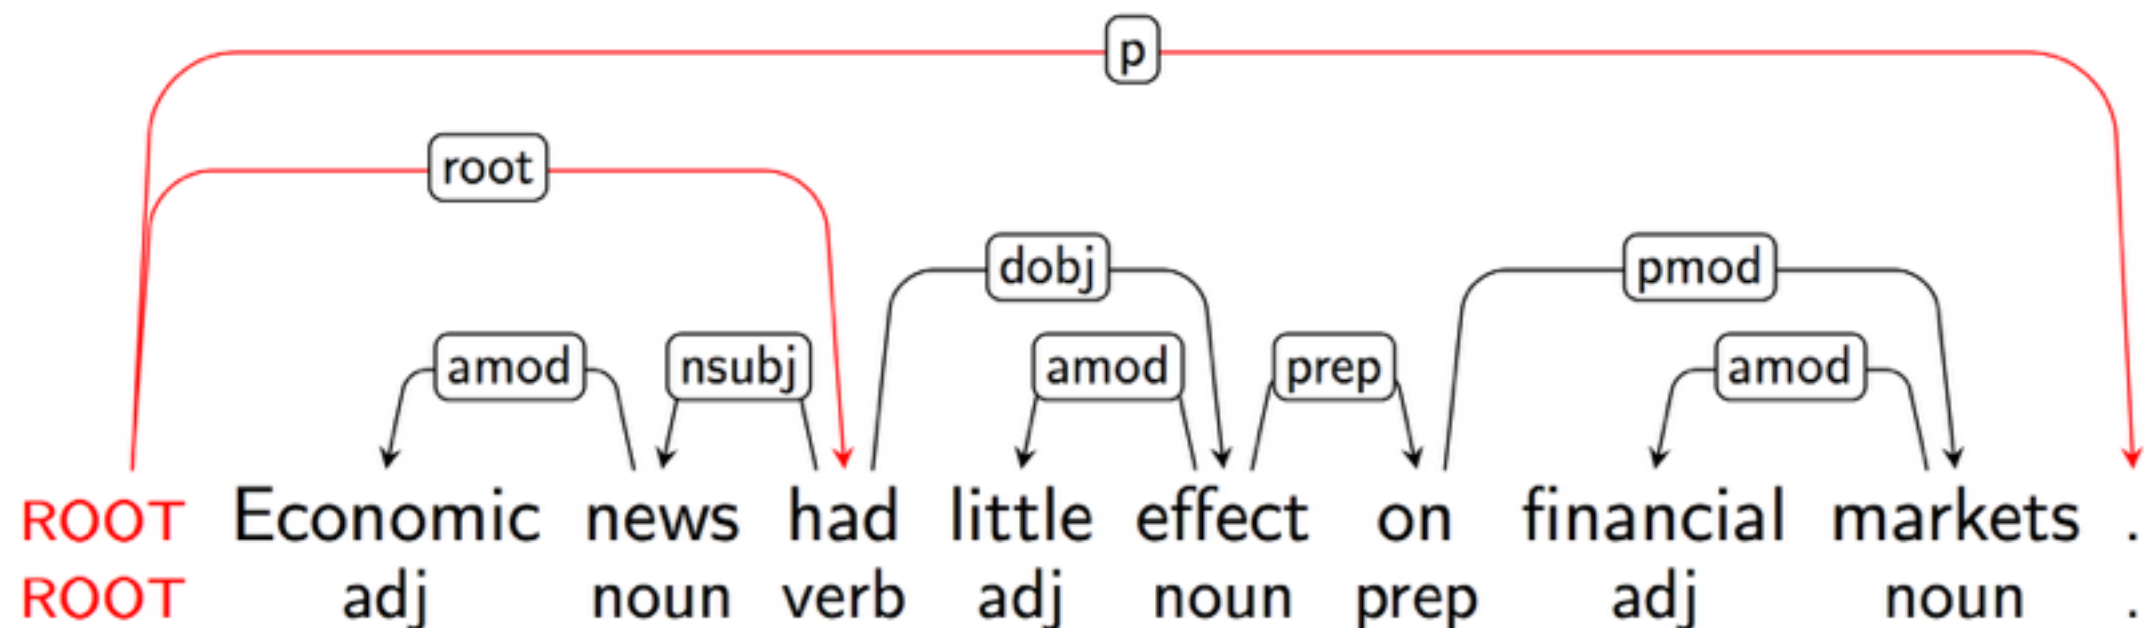 p
root
dobj pmod
amod nsubj amod prep amod
ROOT Economic news had little effect on financial markets .
ROOT adj noun verb adj noun prep adj noun .